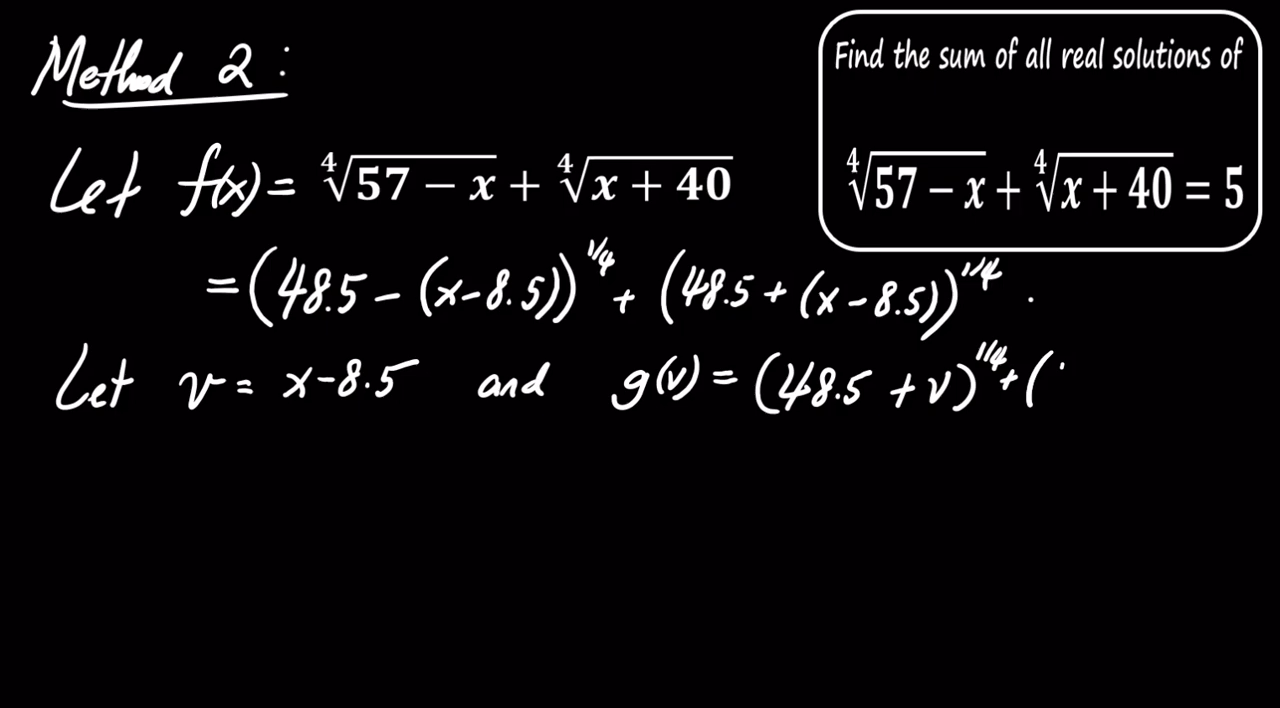 Method 2:
Find the sum of all real solutions of
∜(57 − x) + ∜(x + 40) = 5
Let f(x) = ∜(57 − x) + ∜(x + 40)
= (48.5 − (x−8.5))^1/4 + (48.5 + (x−8.5))^1/4 .
Let v = x−8.5 and g(v) = (48.5 + v)^1/4 + (